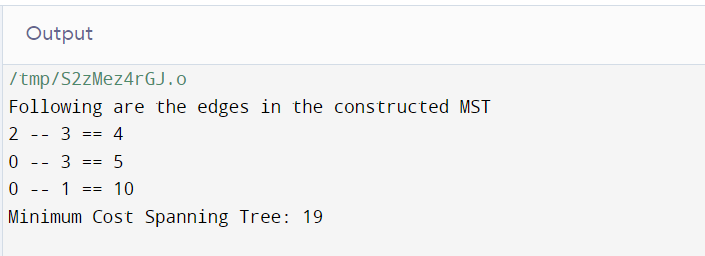 Output
/tmp/S2zMez4rGJ.o
Following are the edges in the constructed MST
2 -- 3 == 4
0 -- 3 == 5
0 -- 1 == 10
Minimum Cost Spanning Tree: 19